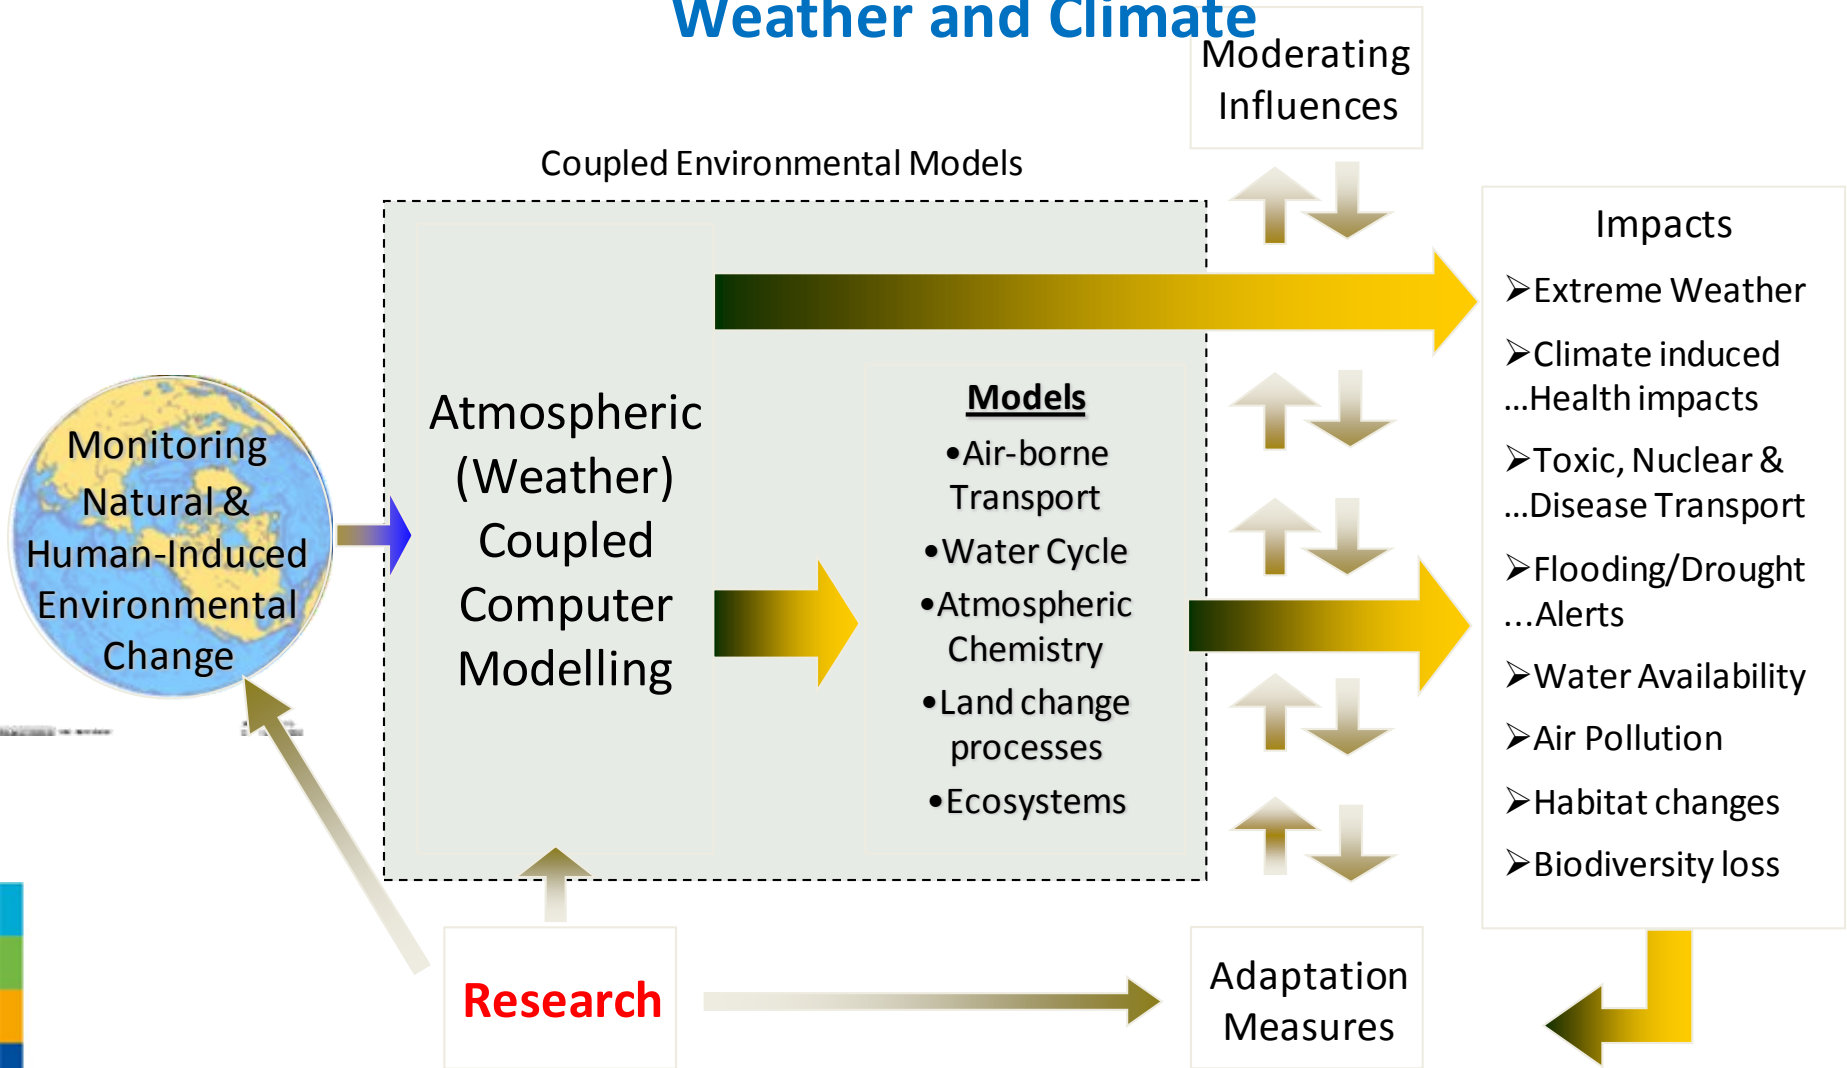 Weather and Climate
Moderating
Influences
Coupled Environmental Models
Monitoring
Natural &
Human-Induced
Environmental
Change
Atmospheric
(Weather)
Coupled
Computer
Modelling
Models
•Air-borne
Transport
•Water Cycle
•Atmospheric
Chemistry
•Land change
processes
•Ecosystems
Impacts
➢Extreme Weather
➢Climate induced
...Health impacts
➢Toxic, Nuclear &
...Disease Transport
➢Flooding/Drought
...Alerts
➢Water Availability
➢Air Pollution
➢Habitat changes
➢Biodiversity loss
Research
Adaptation
Measures